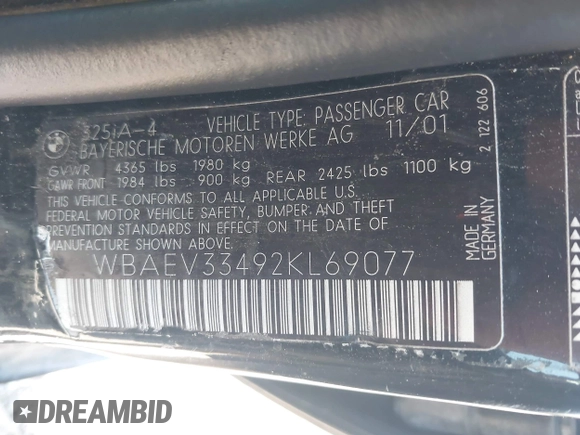 325iA-4 VEHICLE TYPE: PASSENGER CAR
BAYERISCHE MOTOREN WERKE AG 11/01
GVWR 4365 lbs 1980 kg
GAWR FRONT 1984 lbs 900 kg REAR 2425 lbs 1100 kg
THIS VEHICLE CONFORMS TO ALL APPLICABLE U.S.
FEDERAL MOTOR VEHICLE SAFETY, BUMPER, AND THEFT
PREVENTION STANDARDS IN EFFECT ON THE DATE OF
MANUFACTURE SHOWN ABOVE.
WBAEV33492KL69077
2 122 606
MADE IN
GERMANY
DREAMBID